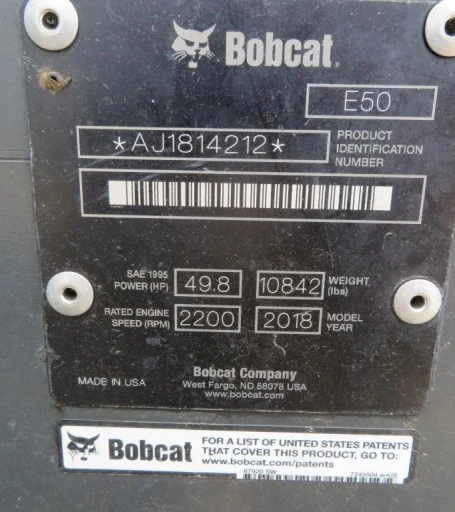 Bobcat
E50
*AJ1814212*
PRODUCT
IDENTIFICATION
NUMBER
SAE 1995
POWER (HP) 49.8 10842 WEIGHT
(lbs)
RATED ENGINE
SPEED (RPM) 2200 2018 MODEL
YEAR
Bobcat Company
West Fargo, ND 58078 USA
www.bobcat.com
MADE IN USA
Bobcat
FOR A LIST OF UNITED STATES PATENTS
THAT COVER THIS PRODUCT, GO TO:
www.bobcat.com/patents